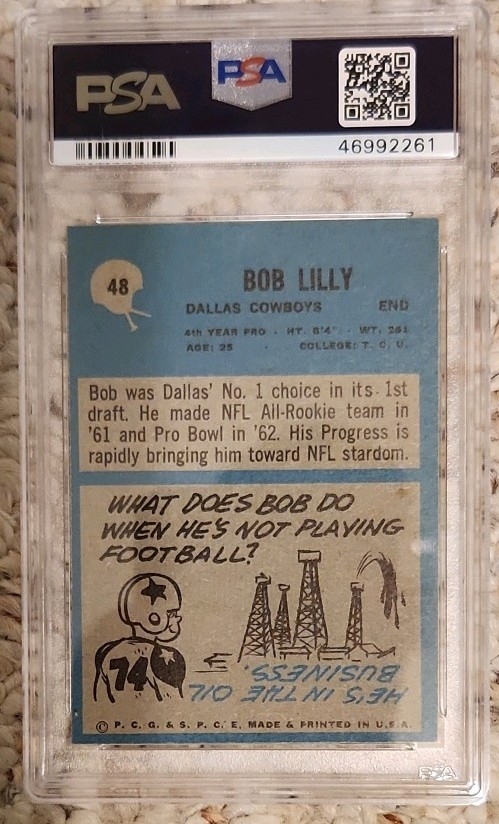 PSA
PSA
46992261
48
BOB LILLY
DALLAS COWBOYS END
4th YEAR PRO · HT. 6'4" · WT. 251
AGE: 25 · COLLEGE: T. C. U.
Bob was Dallas' No. 1 choice in its 1st
draft. He made NFL All-Rookie team in
'61 and Pro Bowl in '62. His Progress is
rapidly bringing him toward NFL stardom.
WHAT DOES BOB DO
WHEN HE'S NOT PLAYING
FOOTBALL?
74
HE'S IN THE OIL
BUSINESS.
© P. C. G. & S. P. C. E, MADE & PRINTED IN U.S.A.
PSA